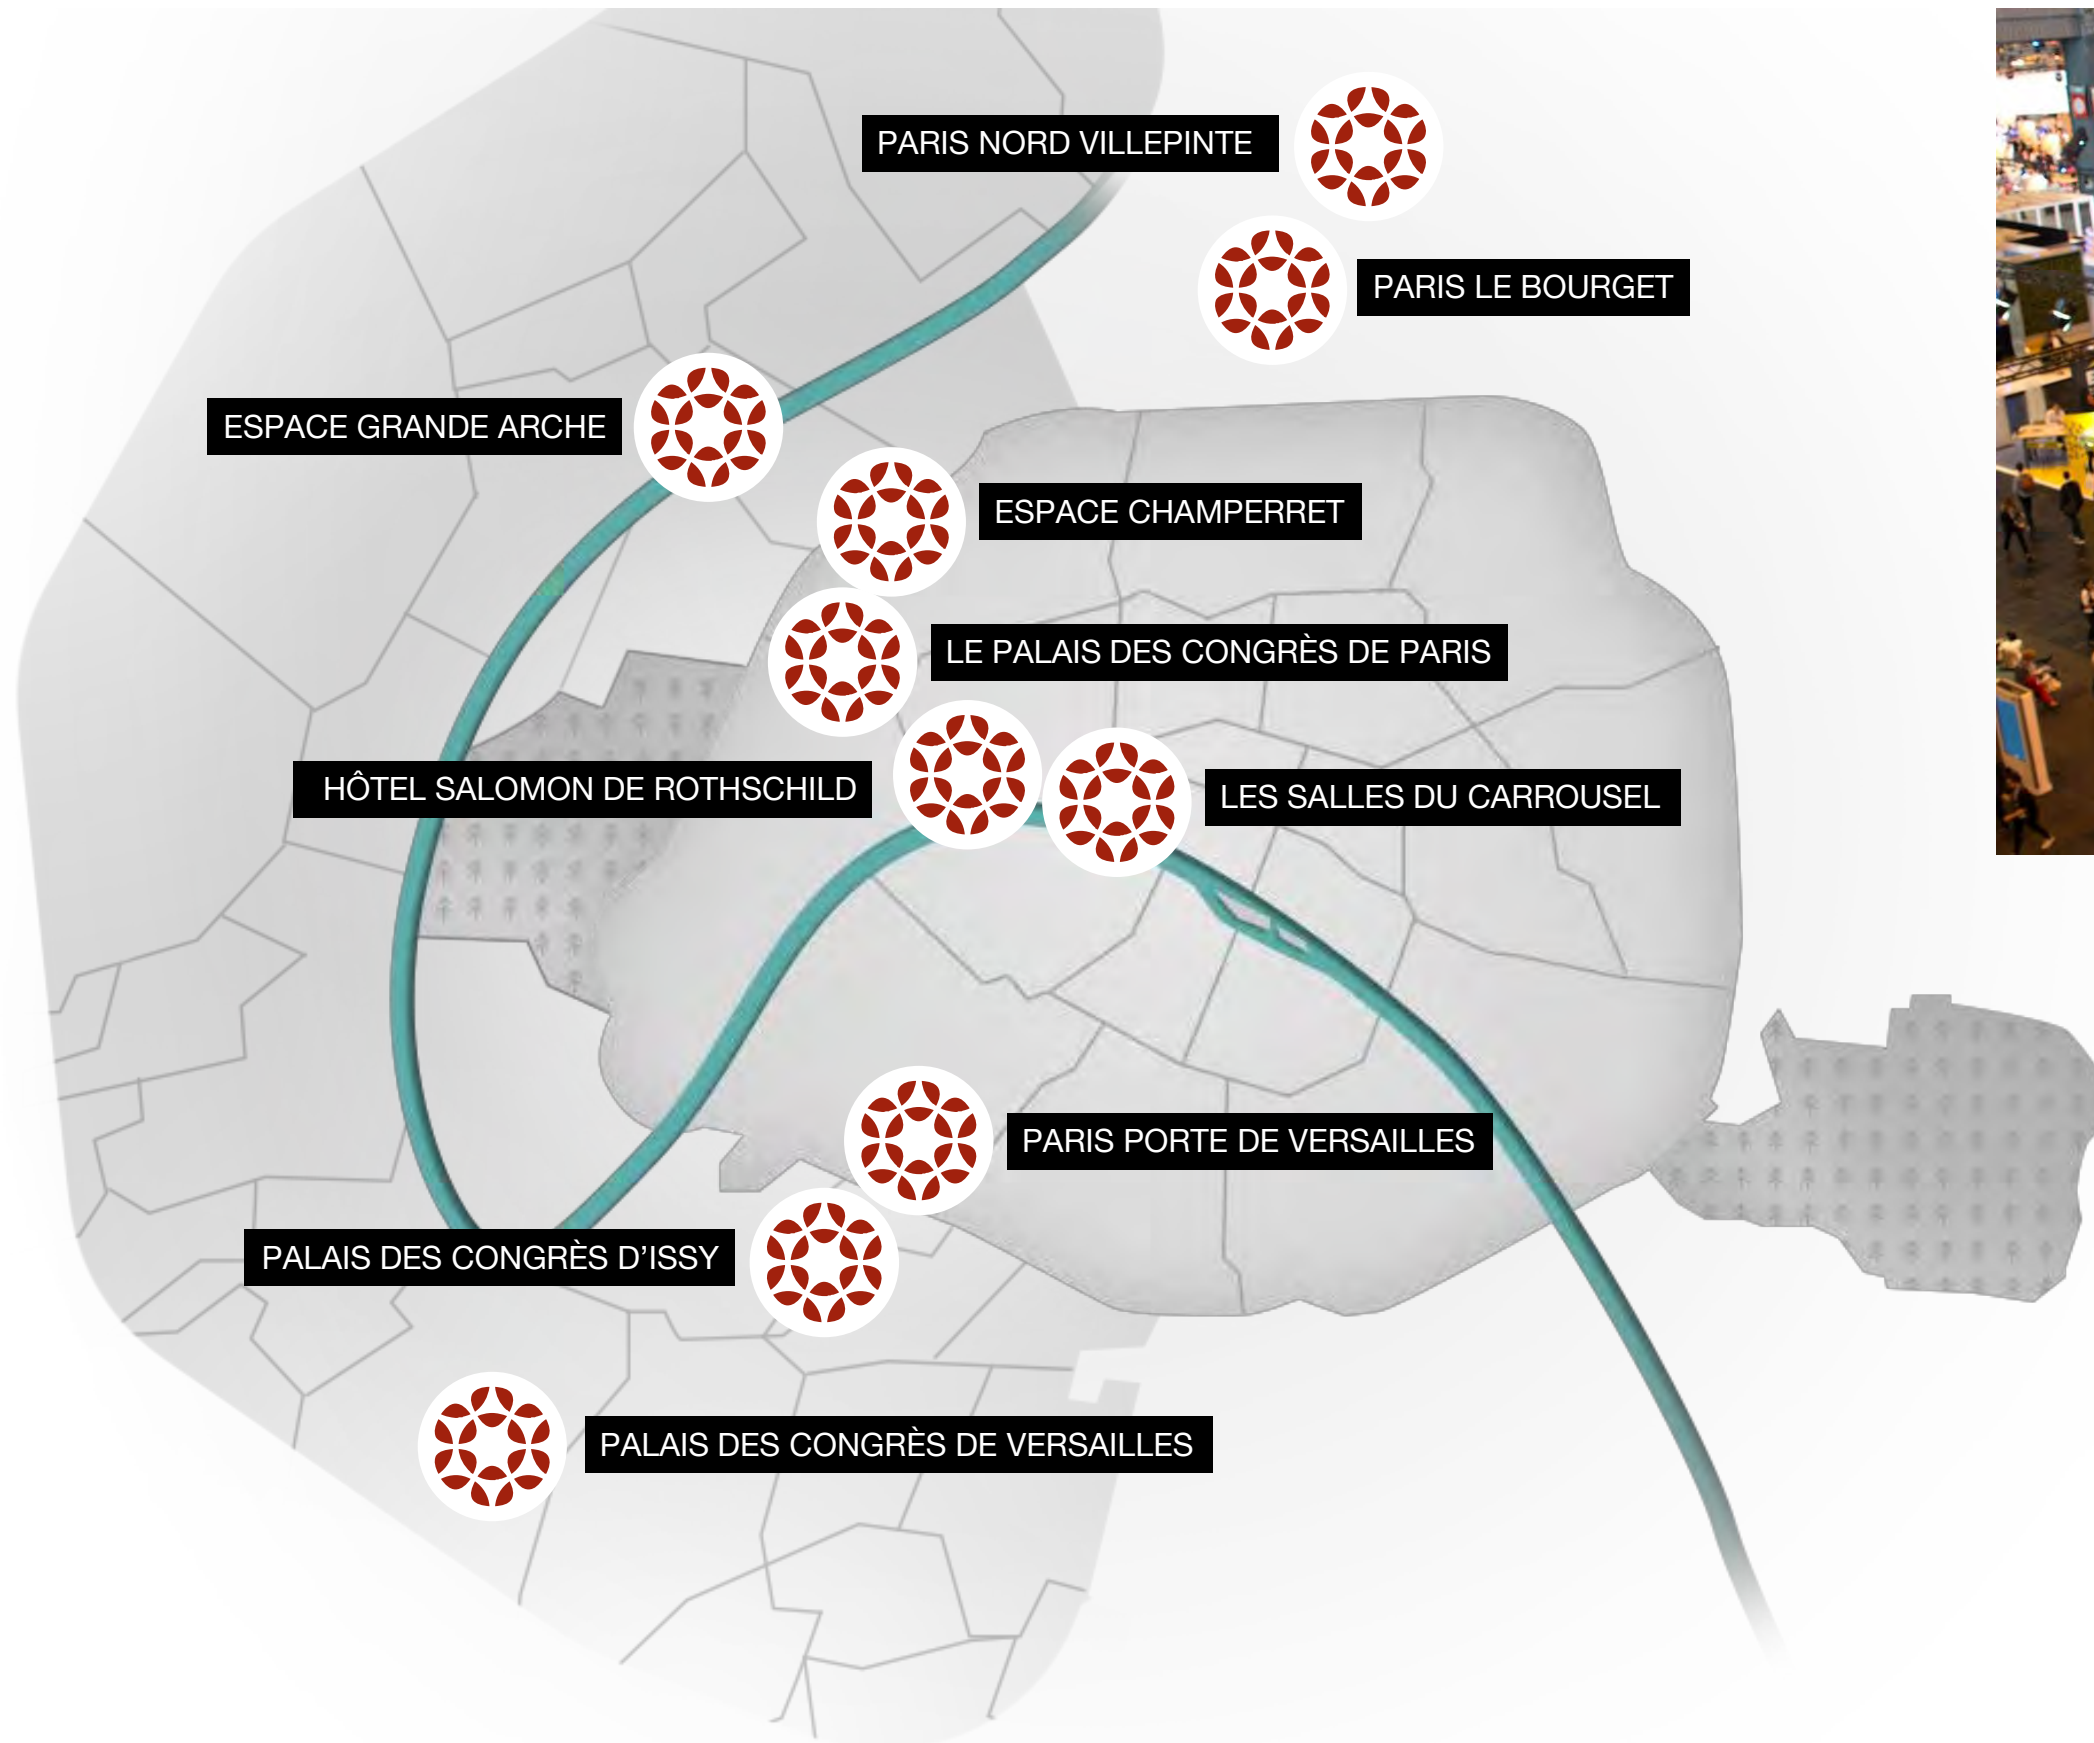 PARIS NORD VILLEPINTE
PARIS LE BOURGET
ESPACE GRANDE ARCHE
ESPACE CHAMPERRET
LE PALAIS DES CONGRÈS DE PARIS
HÔTEL SALOMON DE ROTHSCHILD
LES SALLES DU CARROUSEL
PARIS PORTE DE VERSAILLES
PALAIS DES CONGRÈS D’ISSY
PALAIS DES CONGRÈS DE VERSAILLES